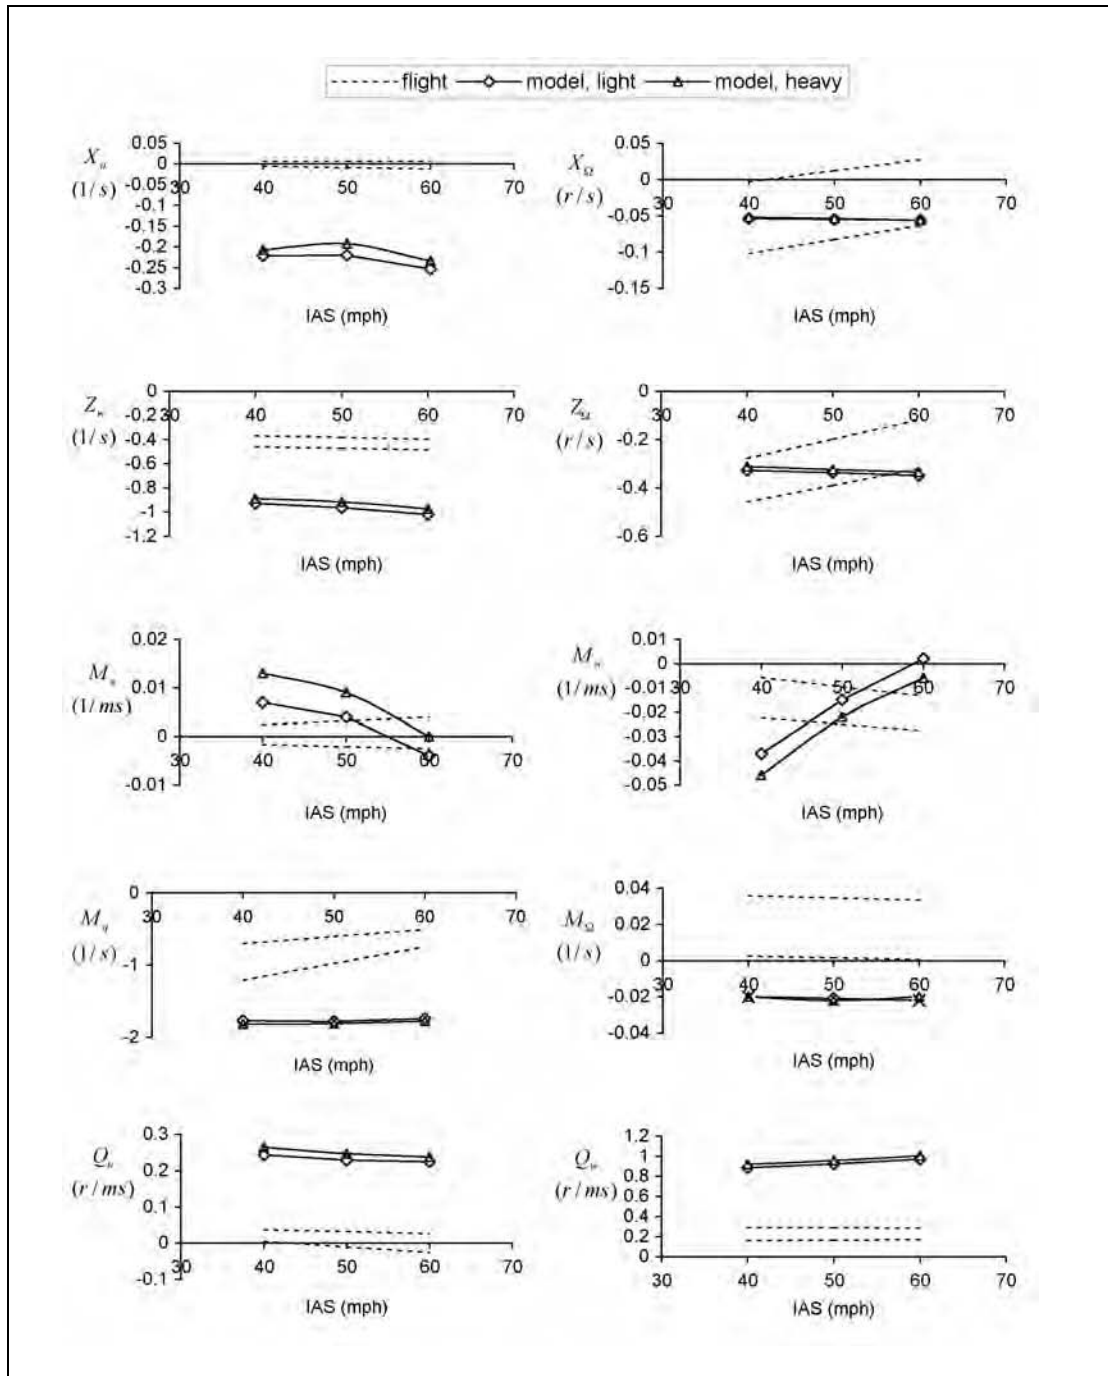 flight model, light model, heavy
X_u
(1/s)
0.05
0
-0.05
-0.1
-0.15
-0.2
-0.25
-0.3
30 40 50 60 70
IAS (mph)
X_Ω
(r/s)
0.05
0
-0.05
-0.1
-0.15
30 40 50 60 70
IAS (mph)
Z_w
(1/s)
0
-0.2
-0.4
-0.6
-0.8
-1
-1.2
30 40 50 60 70
IAS (mph)
Z_Ω
(r/s)
0
-0.2
-0.4
-0.6
30 40 50 60 70
IAS (mph)
M_u
(1/ms)
0.02
0.01
0
-0.01
30 40 50 60 70
IAS (mph)
M_w
(1/ms)
0.01
0
-0.01
-0.02
-0.03
-0.04
-0.05
30 40 50 60 70
IAS (mph)
M_q
(1/s)
0
-1
-2
30 40 50 60 70
IAS (mph)
M_Ω
(1/s)
0.04
0.02
0
-0.02
-0.04
30 40 50 60 70
IAS (mph)
Q_u
(r/ms)
0.3
0.2
0.1
0
-0.1
30 40 50 60 70
IAS (mph)
Q_w
(r/ms)
1.2
1
0.8
0.6
0.4
0.2
0
30 40 50 60 70
IAS (mph)